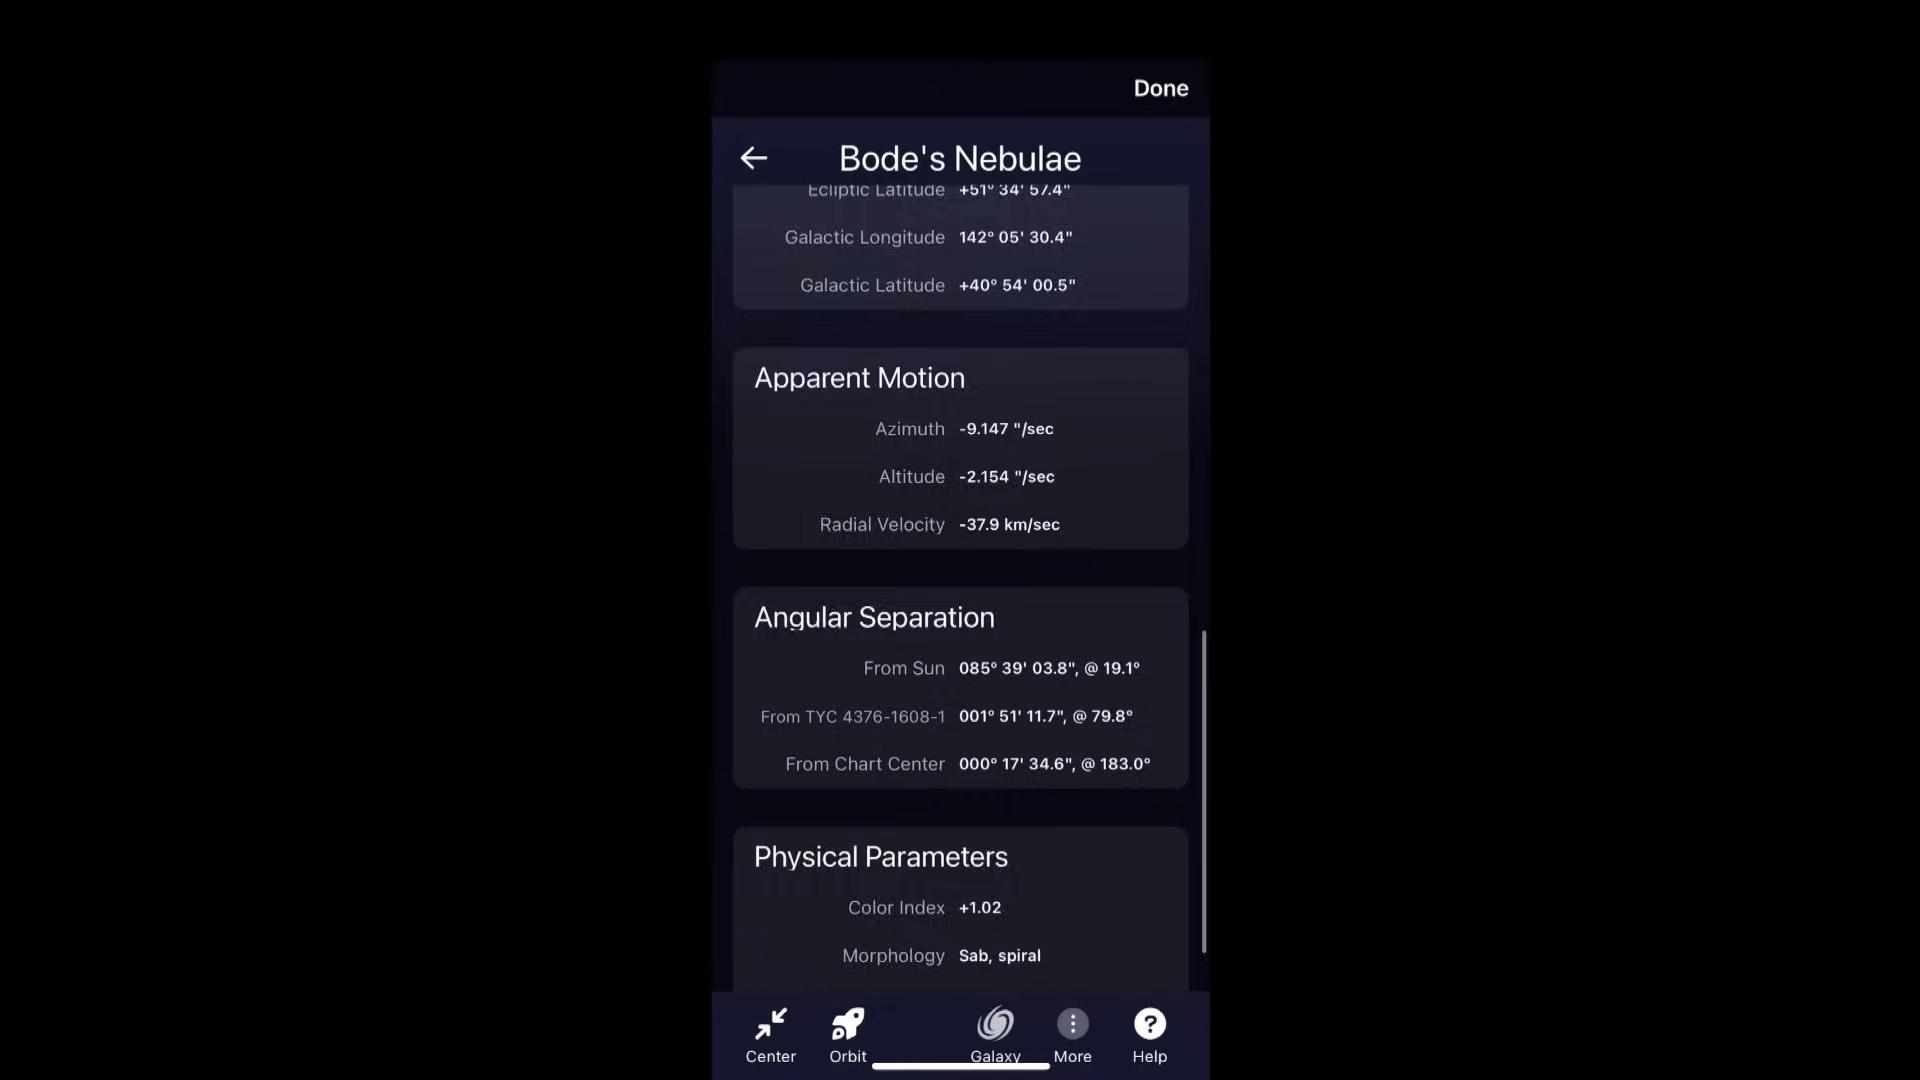 Done
Bode's Nebulae
Ecliptic Latitude +51° 34' 57.4"
Galactic Longitude 142° 05' 30.4"
Galactic Latitude +40° 54' 00.5"
Apparent Motion
Azimuth -9.147 "/sec
Altitude -2.154 "/sec
Radial Velocity -37.9 km/sec
Angular Separation
From Sun 085° 39' 03.8", @ 19.1°
From TYC 4376-1608-1 001° 51' 11.7", @ 79.8°
From Chart Center 000° 17' 34.6", @ 183.0°
Physical Parameters
Color Index +1.02
Morphology Sab, spiral
Center Orbit Galaxy More Help